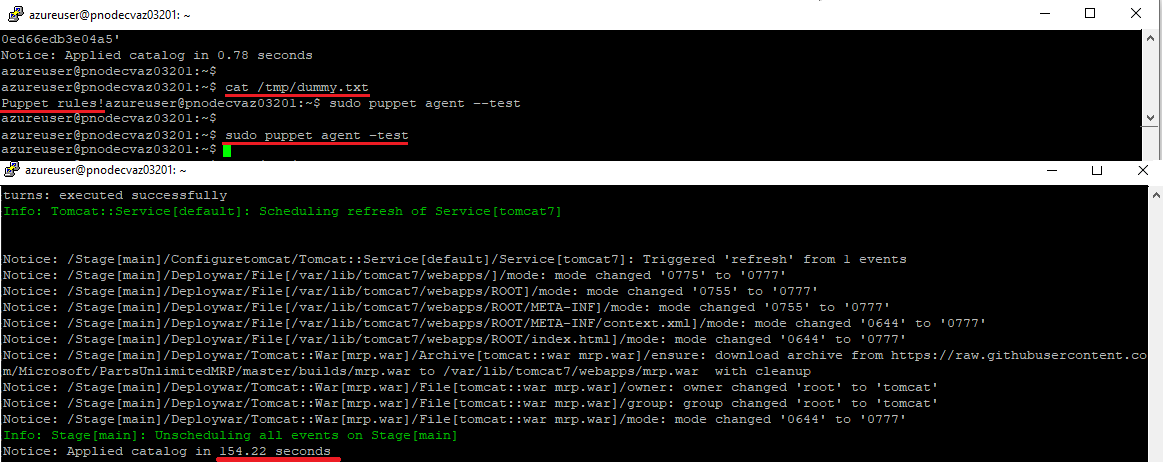 azureuser@pnodecvaz03201: ~
0ed66edb3e04a5'
Notice: Applied catalog in 0.78 seconds
azureuser@pnodecvaz03201:~$
azureuser@pnodecvaz03201:~$ cat /tmp/dummy.txt
Puppet rules!azureuser@pnodecvaz03201:~$ sudo puppet agent --test
azureuser@pnodecvaz03201:~$
azureuser@pnodecvaz03201:~$ sudo puppet agent -test
azureuser@pnodecvaz03201:~$
azureuser@pnodecvaz03201: ~
turns: executed successfully
Info: Tomcat::Service[default]: Scheduling refresh of Service[tomcat7]
Notice: /Stage[main]/Configuretomcat/Tomcat::Service[default]/Service[tomcat7]: Triggered 'refresh' from 1 events
Notice: /Stage[main]/Deploywar/File[/var/lib/tomcat7/webapps/]/mode: mode changed '0775' to '0777'
Notice: /Stage[main]/Deploywar/File[/var/lib/tomcat7/webapps/ROOT]/mode: mode changed '0755' to '0777'
Notice: /Stage[main]/Deploywar/File[/var/lib/tomcat7/webapps/ROOT/META-INF]/mode: mode changed '0755' to '0777'
Notice: /Stage[main]/Deploywar/File[/var/lib/tomcat7/webapps/ROOT/META-INF/context.xml]/mode: mode changed '0644' to '0777'
Notice: /Stage[main]/Deploywar/File[/var/lib/tomcat7/webapps/ROOT/index.html]/mode: mode changed '0644' to '0777'
Notice: /Stage[main]/Deploywar/Tomcat::War[mrp.war]/Archive[tomcat::war mrp.war]/ensure: download archive from https://raw.githubusercontent.co
m/Microsoft/PartsUnlimitedMRP/master/builds/mrp.war to /var/lib/tomcat7/webapps/mrp.war  with cleanup
Notice: /Stage[main]/Deploywar/Tomcat::War[mrp.war]/File[tomcat::war mrp.war]/owner: owner changed 'root' to 'tomcat'
Notice: /Stage[main]/Deploywar/Tomcat::War[mrp.war]/File[tomcat::war mrp.war]/group: group changed 'root' to 'tomcat'
Notice: /Stage[main]/Deploywar/Tomcat::War[mrp.war]/File[tomcat::war mrp.war]/mode: mode changed '0644' to '0777'
Info: Stage[main]: Unscheduling all events on Stage[main]
Notice: Applied catalog in 154.22 seconds